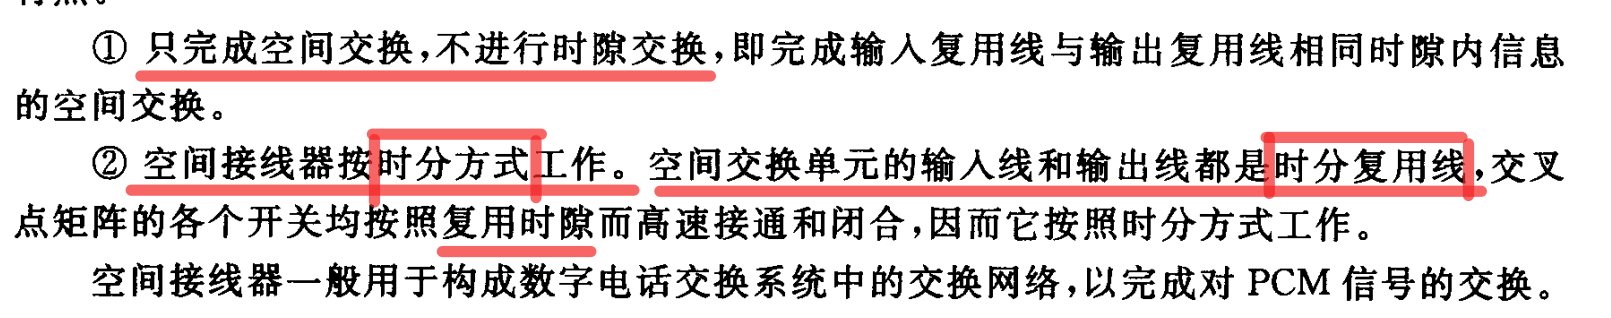 ① 只完成空间交换,不进行时隙交换,即完成输入复用线与输出复用线相同时隙内信息
的空间交换。
② 空间接线器按时分方式工作。空间交换单元的输入线和输出线都是时分复用线,交叉
点矩阵的各个开关均按照复用时隙而高速接通和闭合,因而它按照时分方式工作。
空间接线器一般用于构成数字电话交换系统中的交换网络,以完成对 PCM 信号的交换。